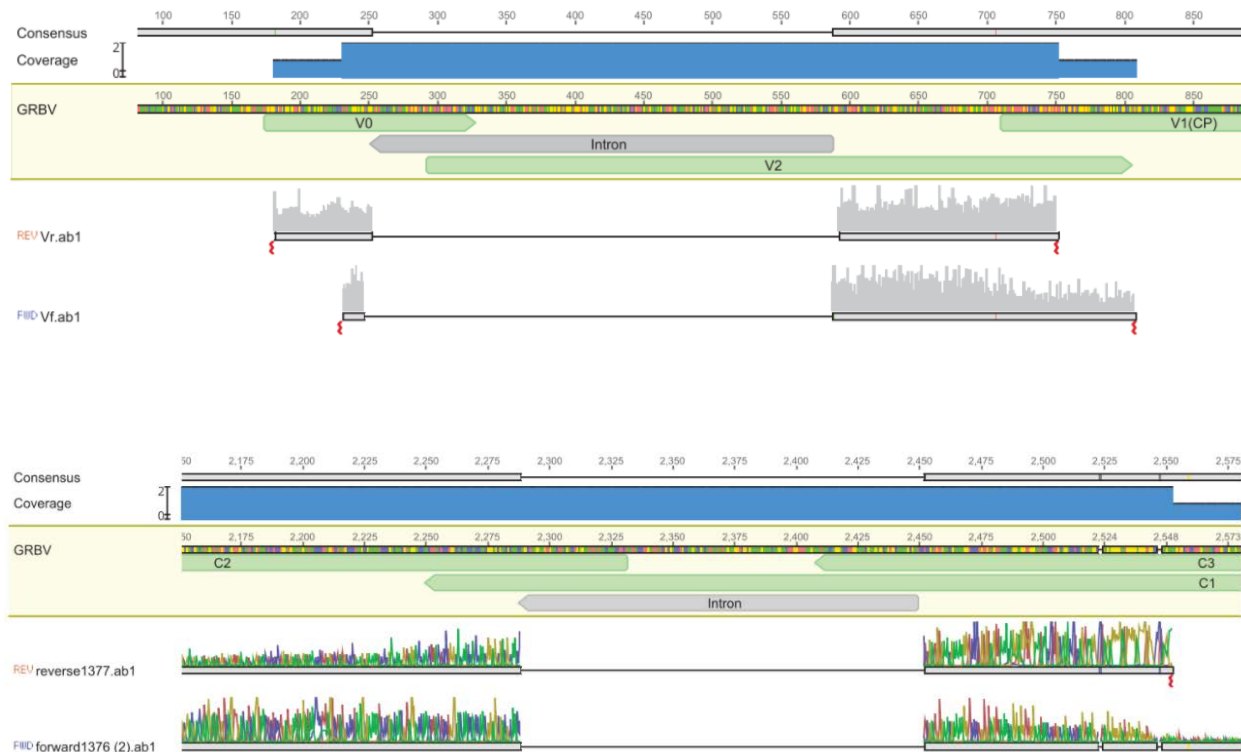 100 150 200 250 300 350 400 450 500 550 600 650 700 750 800 850
Consensus
Coverage 2
0
100 150 200 250 300 350 400 450 500 550 600 650 700 750 800 850
GRBV
V0 V1(CP)
Intron
V2
REV Vr.ab1
FWD Vf.ab1
50 2,175 2,200 2,225 2,250 2,275 2,300 2,325 2,350 2,375 2,400 2,425 2,450 2,475 2,500 2,525 2,550 2,575
Consensus
Coverage 2
0
50 2,175 2,200 2,225 2,250 2,275 2,300 2,325 2,350 2,375 2,400 2,425 2,450 2,475 2,500 2,524 2,548 2,573
GRBV
C2 C3
C1
Intron
REV reverse1377.ab1
FWD forward1376 (2).ab1